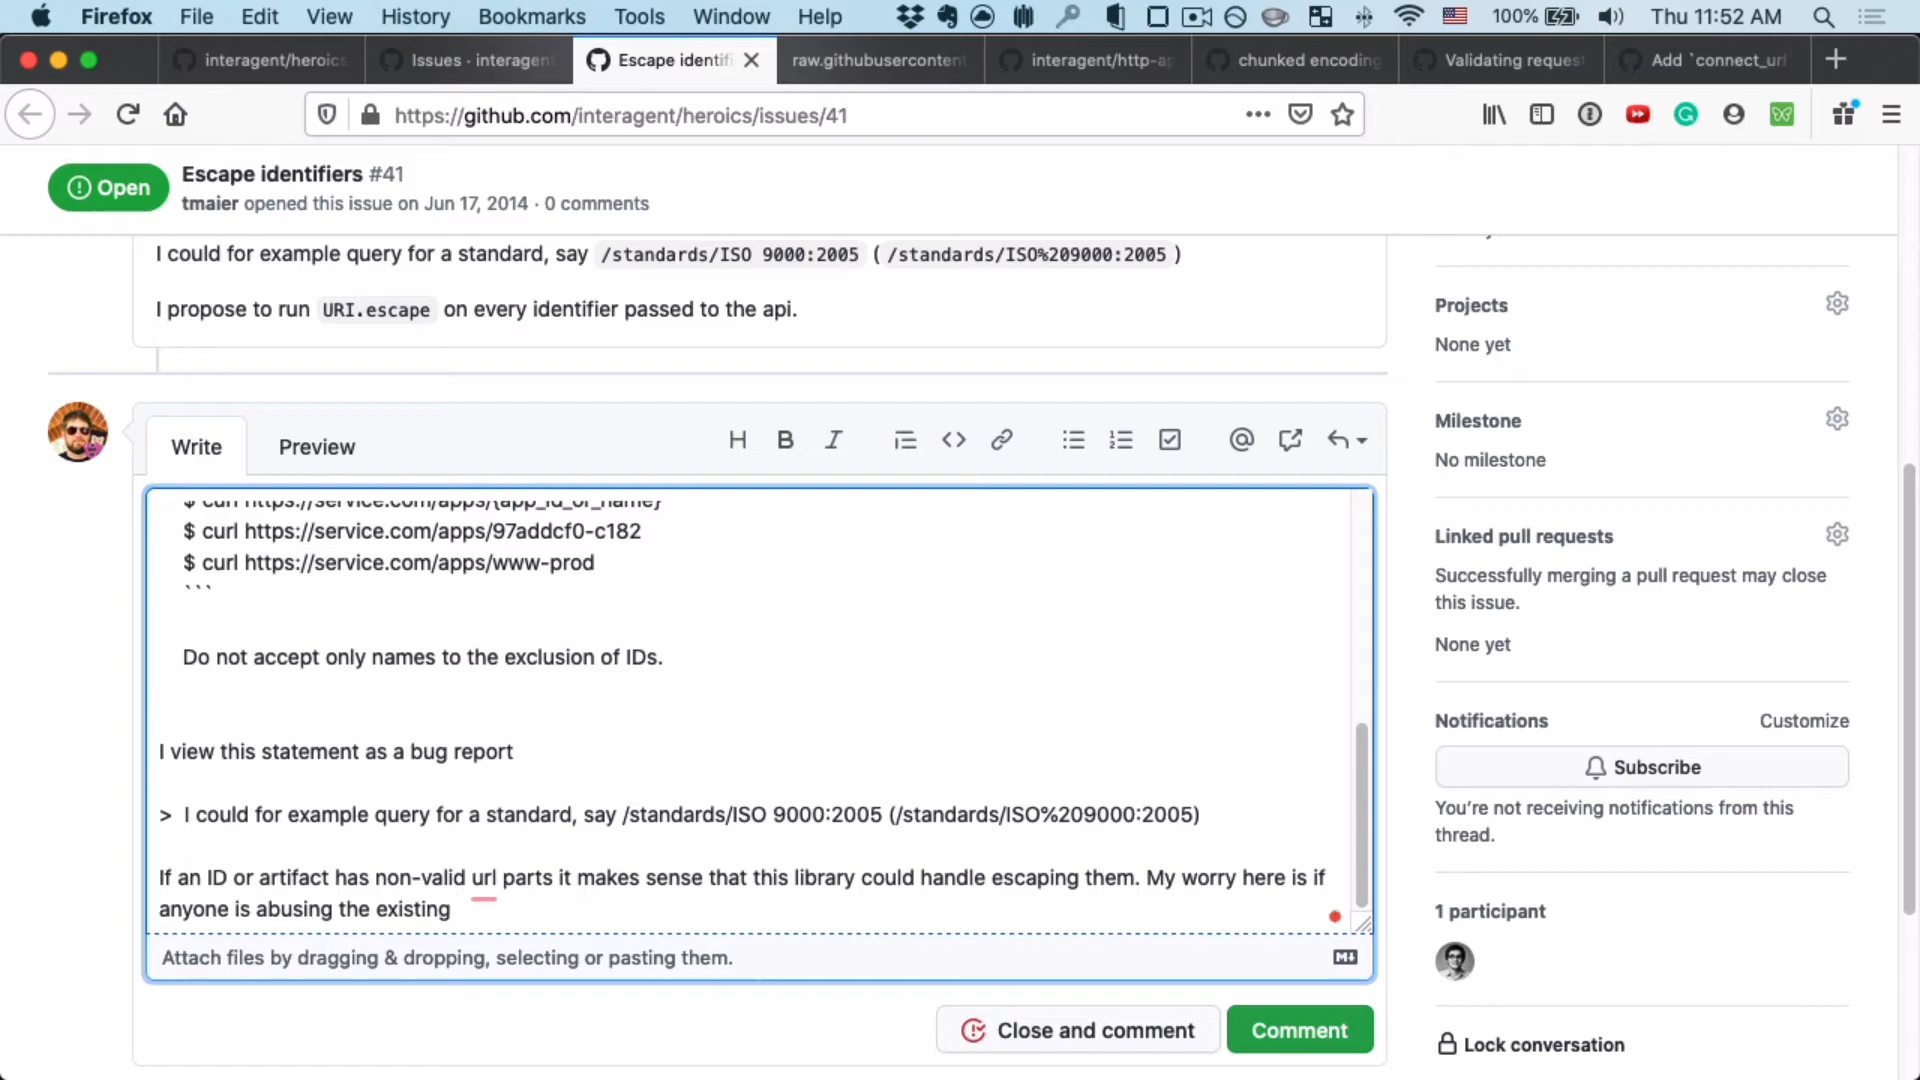 Firefox File Edit View History Bookmarks Tools Window Help 100% Thu 11:52 AM
interagent/heroics Issues · interagen Escape identifi raw.githubusercontent interagent/http-ap chunked encoding Validating reques Add `connect_url
https://github.com/interagent/heroics/issues/41
Open
Escape identifiers #41
tmaier opened this issue on Jun 17, 2014 · 0 comments
I could for example query for a standard, say /standards/ISO 9000:2005 ( /standards/ISO%209000:2005 )
I propose to run URI.escape on every identifier passed to the api.
Write Preview
$ curl https://service.com/apps/{app_id_or_name}
$ curl https://service.com/apps/97addcf0-c182
$ curl https://service.com/apps/www-prod
```
Do not accept only names to the exclusion of IDs.
I view this statement as a bug report
> I could for example query for a standard, say /standards/ISO 9000:2005 (/standards/ISO%209000:2005)
If an ID or artifact has non-valid url parts it makes sense that this library could handle escaping them. My worry here is if
anyone is abusing the existing
Attach files by dragging & dropping, selecting or pasting them.
Close and comment
Comment
Projects
None yet
Milestone
No milestone
Linked pull requests
Successfully merging a pull request may close
this issue.
None yet
Notifications Customize
Subscribe
You're not receiving notifications from this
thread.
1 participant
Lock conversation